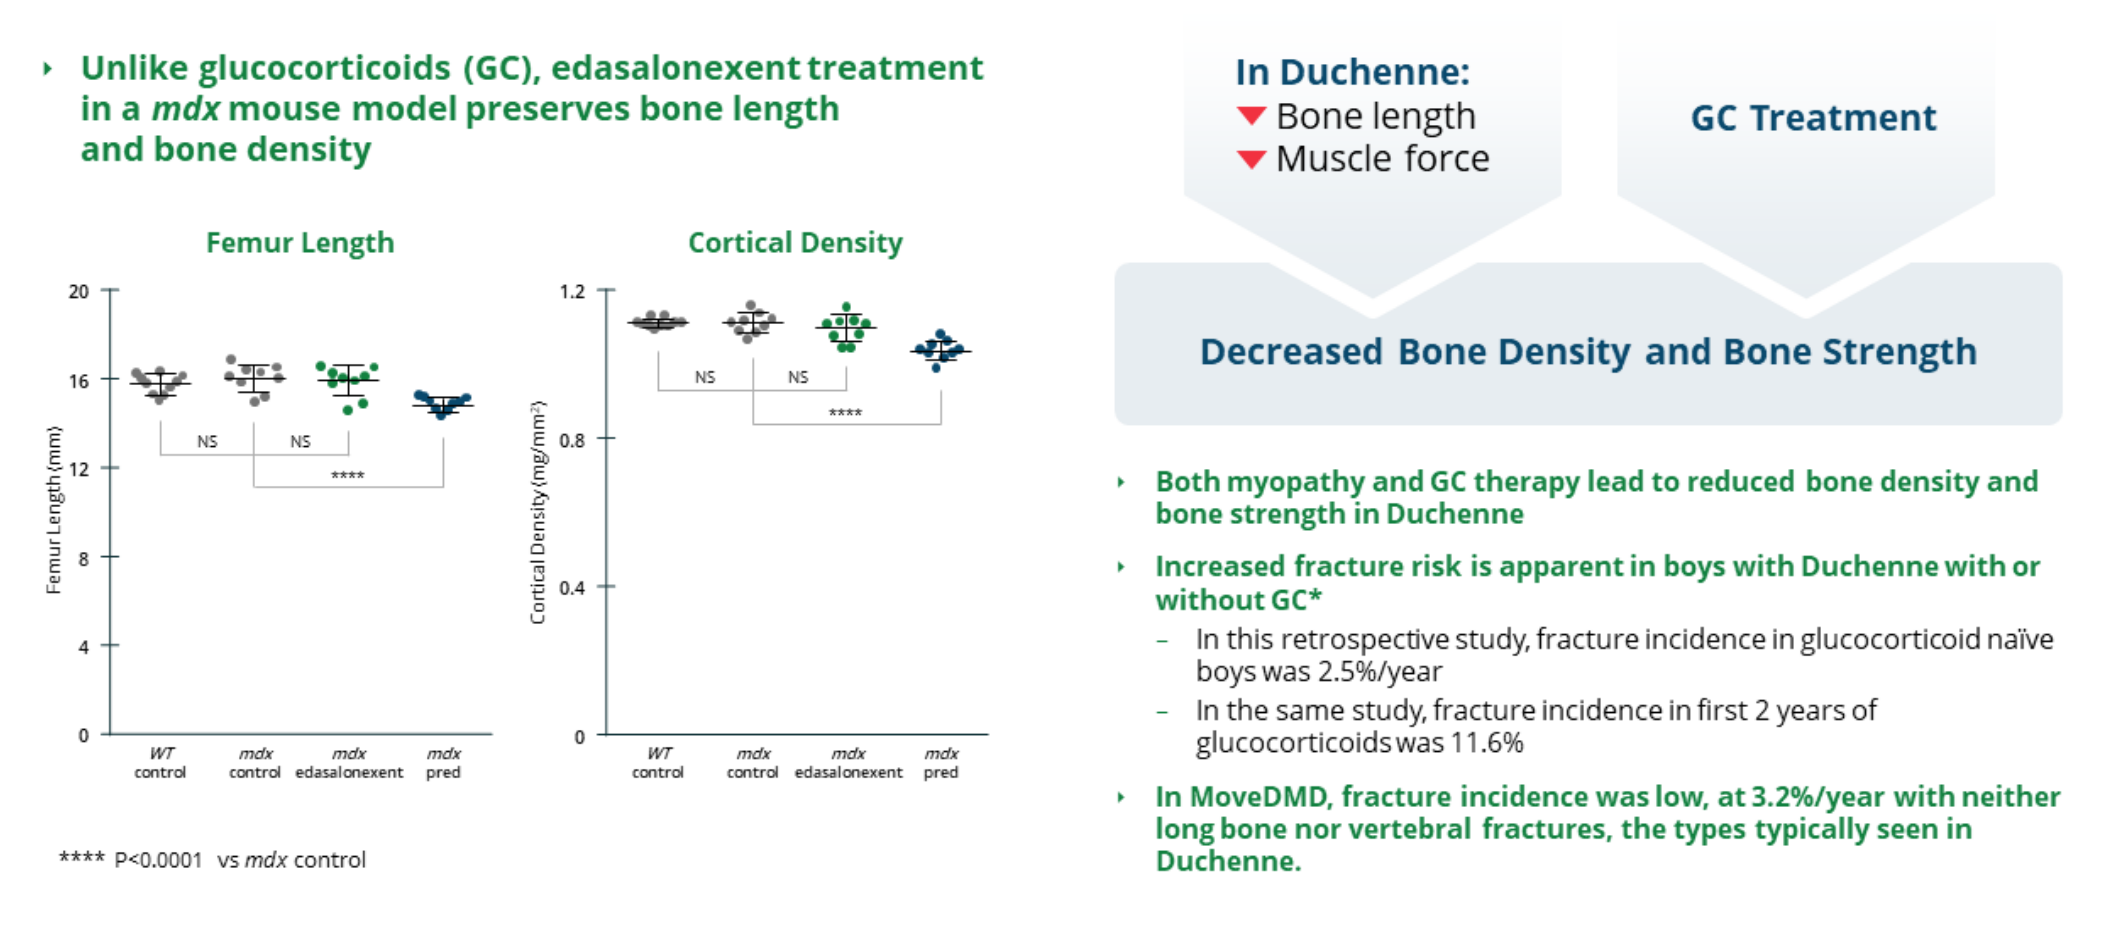 Unlike glucocorticoids (GC), edasalonexent treatment
in a mdx mouse model preserves bone length
and bone density
Femur Length
20
16
12
8
4
0
Femur Length (mm)
NS
NS
****
WT
control
mdx
control
mdx
edasalonexent
mdx
pred
Cortical Density
1.2
0.8
0.4
0
Cortical Density (mg/mm²)
NS
NS
****
WT
control
mdx
control
mdx
edasalonexent
mdx
pred
**** P<0.0001 vs mdx control
In Duchenne:
Bone length
Muscle force
GC Treatment
Decreased Bone Density and Bone Strength
Both myopathy and GC therapy lead to reduced bone density and
bone strength in Duchenne
Increased fracture risk is apparent in boys with Duchenne with or
without GC*
– In this retrospective study, fracture incidence in glucocorticoid naïve
boys was 2.5%/year
– In the same study, fracture incidence in first 2 years of
glucocorticoids was 11.6%
In MoveDMD, fracture incidence was low, at 3.2%/year with neither
long bone nor vertebral fractures, the types typically seen in
Duchenne.